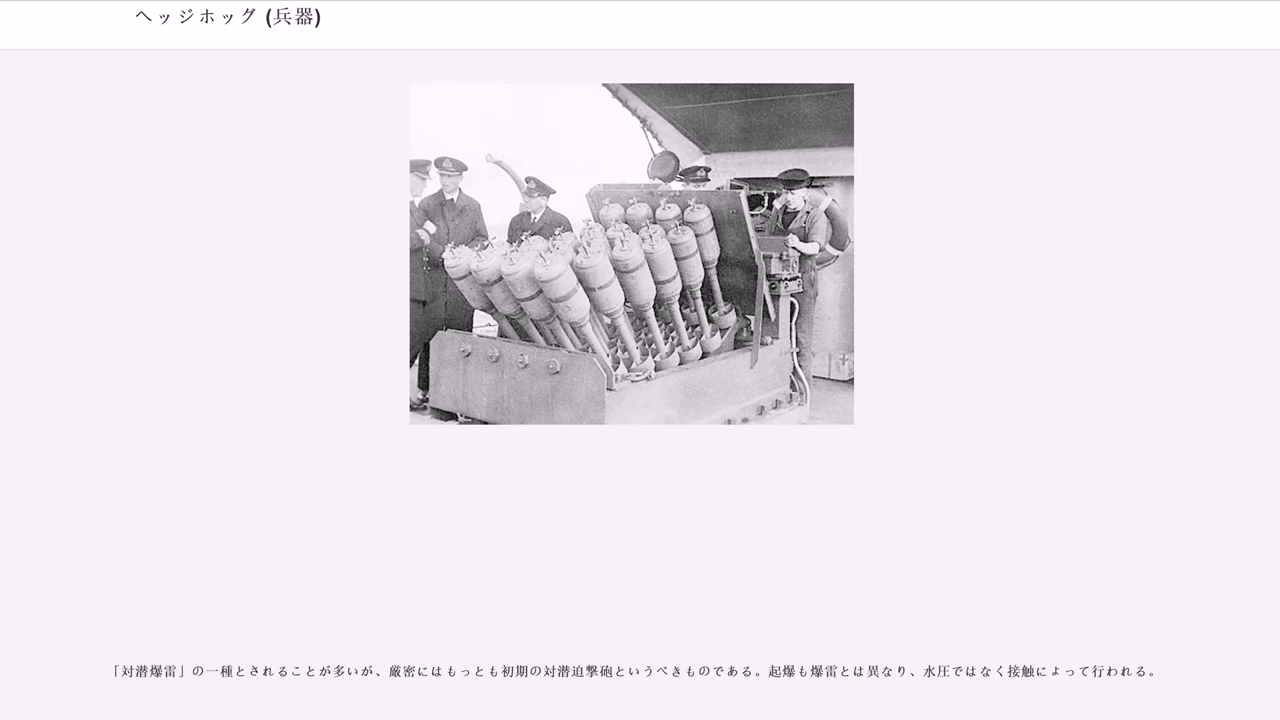 ヘッジホッグ (兵器)
「対潜爆雷」の一種とされることが多いが、厳密にはもっとも初期の対潜迫撃砲というべきものである。起爆も爆雷とは異なり、水圧ではなく接触によって行われる。